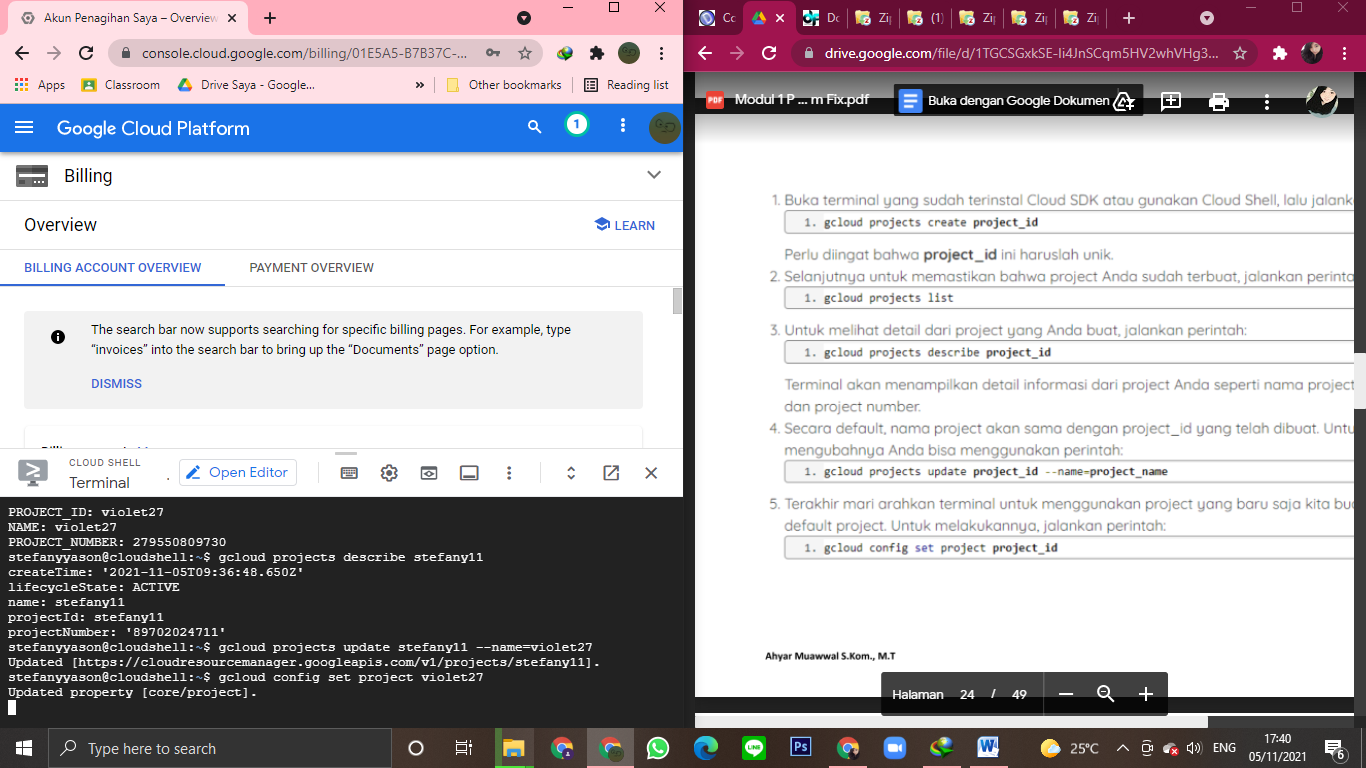 Akun Penagihan Saya – Overview
console.cloud.google.com/billing/01E5A5-B7B37C-...
Apps
Classroom
Drive Saya - Google...
»
Other bookmarks
Reading list
Google Cloud Platform
1
Billing
Overview
LEARN
BILLING ACCOUNT OVERVIEW
PAYMENT OVERVIEW
The search bar now supports searching for specific billing pages. For example, type
“invoices” into the search bar to bring up the “Documents” page option.
DISMISS
CLOUD SHELL
Terminal
Open Editor
PROJECT_ID: violet27
NAME: violet27
PROJECT_NUMBER: 279550809730
stefanyyason@cloudshell:~$ gcloud projects describe stefany11
createTime: '2021-11-05T09:36:48.650Z'
lifecycleState: ACTIVE
name: stefany11
projectId: stefany11
projectNumber: '89702024711'
stefanyyason@cloudshell:~$ gcloud projects update stefany11 --name=violet27
Updated [https://cloudresourcemanager.googleapis.com/v1/projects/stefany11].
stefanyyason@cloudshell:~$ gcloud config set project violet27
Updated property [core/project].
Cc
Dc
Zi
(1)
Zi
Zi
Zi
drive.google.com/file/d/1TGCSGxkSE-Ii4JnSCqm5HV2whVHg3...
PDF
Modul 1 P ... m Fix.pdf
Buka dengan Google Dokumen
1. Buka terminal yang sudah terinstal Cloud SDK atau gunakan Cloud Shell, lalu jalank
1. gcloud projects create project_id
Perlu diingat bahwa project_id ini haruslah unik.
2. Selanjutnya untuk memastikan bahwa project Anda sudah terbuat, jalankan perinta
1. gcloud projects list
3. Untuk melihat detail dari project yang Anda buat, jalankan perintah:
1. gcloud projects describe project_id
Terminal akan menampilkan detail informasi dari project Anda seperti nama project
dan project number.
4. Secara default, nama project akan sama dengan project_id yang telah dibuat. Untu
mengubahnya Anda bisa menggunakan perintah:
1. gcloud projects update project_id --name=project_name
5. Terakhir mari arahkan terminal untuk menggunakan project yang baru saja kita bu
default project. Untuk melakukannya, jalankan perintah:
1. gcloud config set project project_id
Ahyar Muawwal S.Kom., M.T
Halaman 24 / 49
Type here to search
LINE
Ps
W
25°C
ENG
17:40
05/11/2021
6